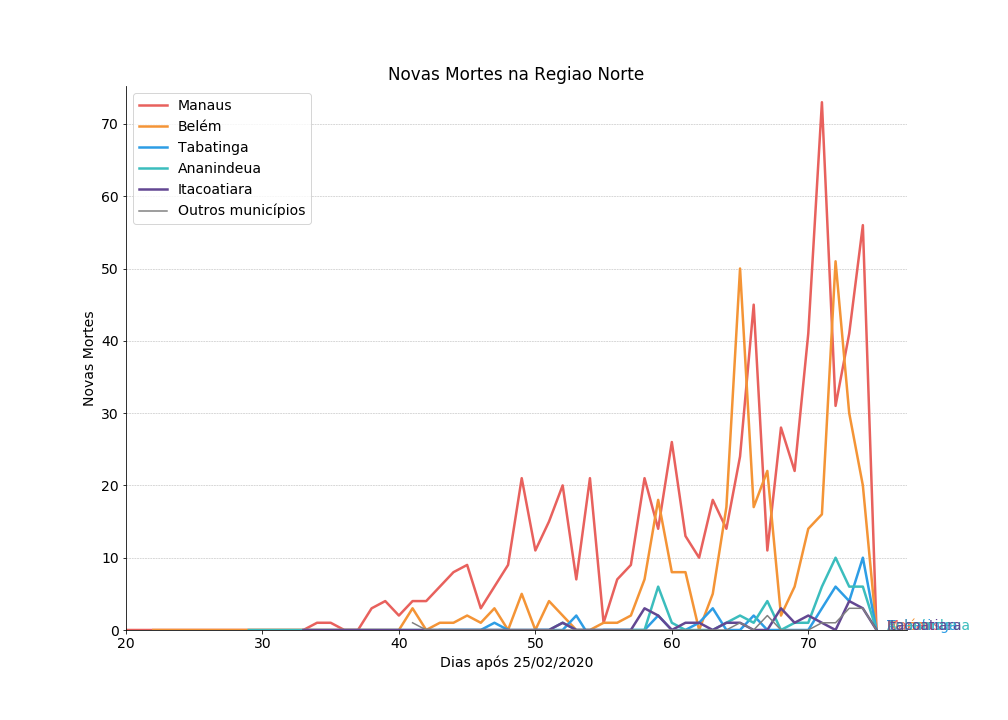 Novas Mortes na Regiao Norte
Manaus
Belém
Tabatinga
Ananindeua
Itacoatiara
Outros municípios
70
60
50
40
30
20
10
0
Novas Mortes
20 30 40 50 60 70
Dias após 25/02/2020